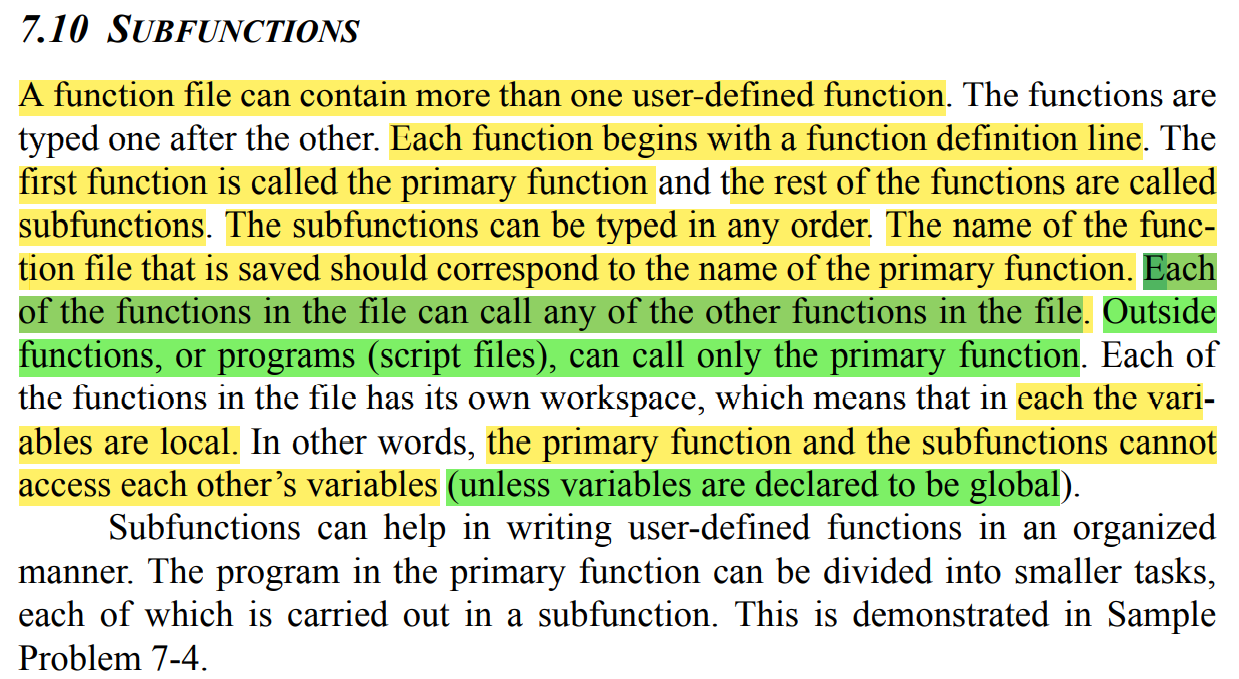 7.10 SUBFUNCTIONS
A function file can contain more than one user-defined function. The functions are
typed one after the other. Each function begins with a function definition line. The
first function is called the primary function and the rest of the functions are called
subfunctions. The subfunctions can be typed in any order. The name of the func-
tion file that is saved should correspond to the name of the primary function. Each
of the functions in the file can call any of the other functions in the file. Outside
functions, or programs (script files), can call only the primary function. Each of
the functions in the file has its own workspace, which means that in each the vari-
ables are local. In other words, the primary function and the subfunctions cannot
access each other’s variables (unless variables are declared to be global).
Subfunctions can help in writing user-defined functions in an organized
manner. The program in the primary function can be divided into smaller tasks,
each of which is carried out in a subfunction. This is demonstrated in Sample
Problem 7-4.